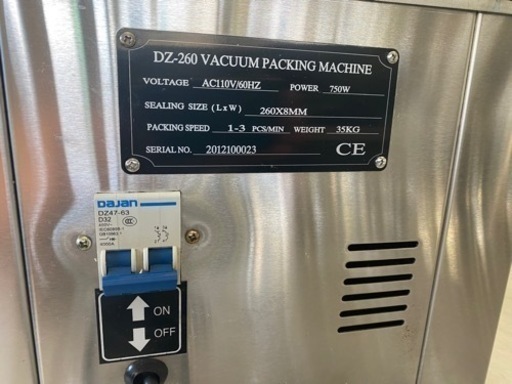 DZ-260 VACUUM PACKING MACHINE
VOLTAGE AC110V/60HZ POWER 750W
SEALING SIZE (LxW) 260X8MM
PACKING SPEED 1-3 PCS/MIN WEIGHT 35KG
SERIAL NO. 2012100023 CE
DAJAN
DZ47-63
D32
400V~
ON
OFF